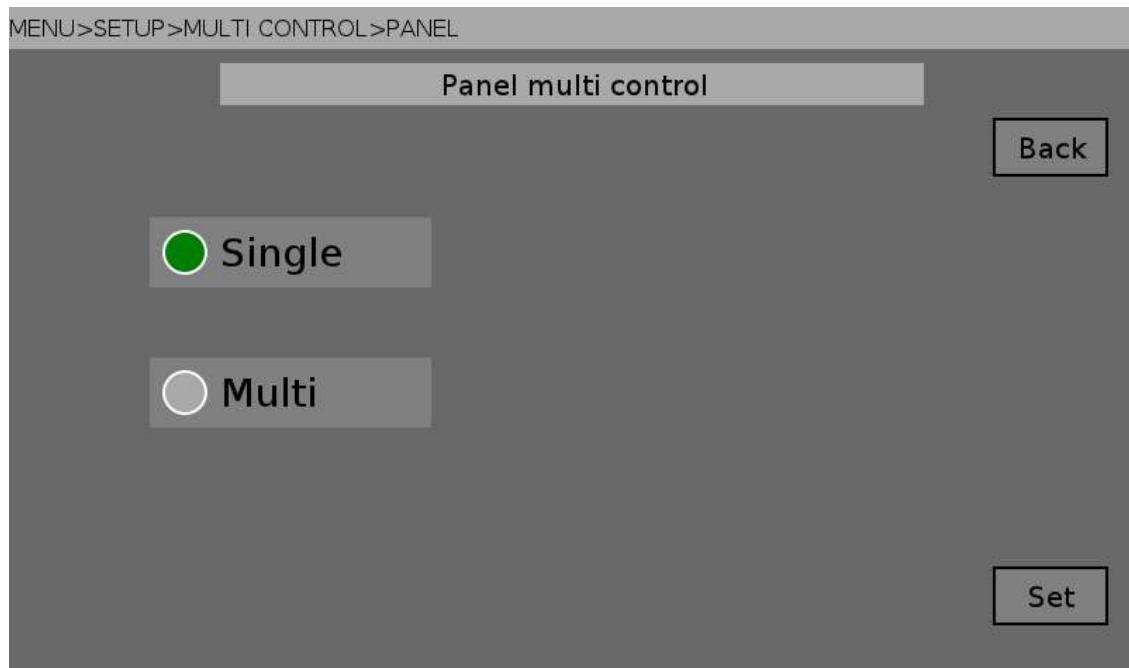 MENU>SETUP>MULTI CONTROL>PANEL
Panel multi control
Back
Single
Multi
Set